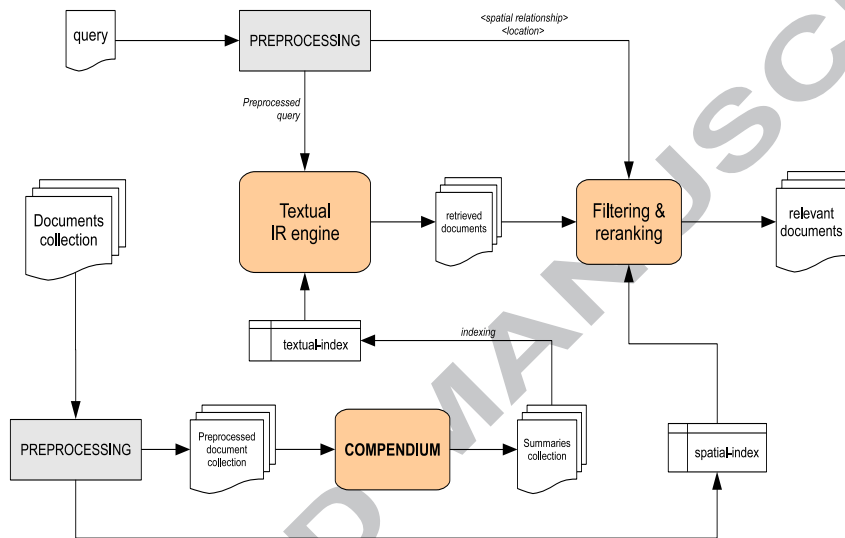 query
PREPROCESSING
<spatial relationship>
<location>
Preprocessed
query
Documents
collection
Textual
IR engine
retrieved
documents
Filtering &
reranking
relevant
documents
textual-index
indexing
PREPROCESSING
Preprocessed
document
collection
COMPENDIUM
Summaries
collection
spatial-index
D MANUSC